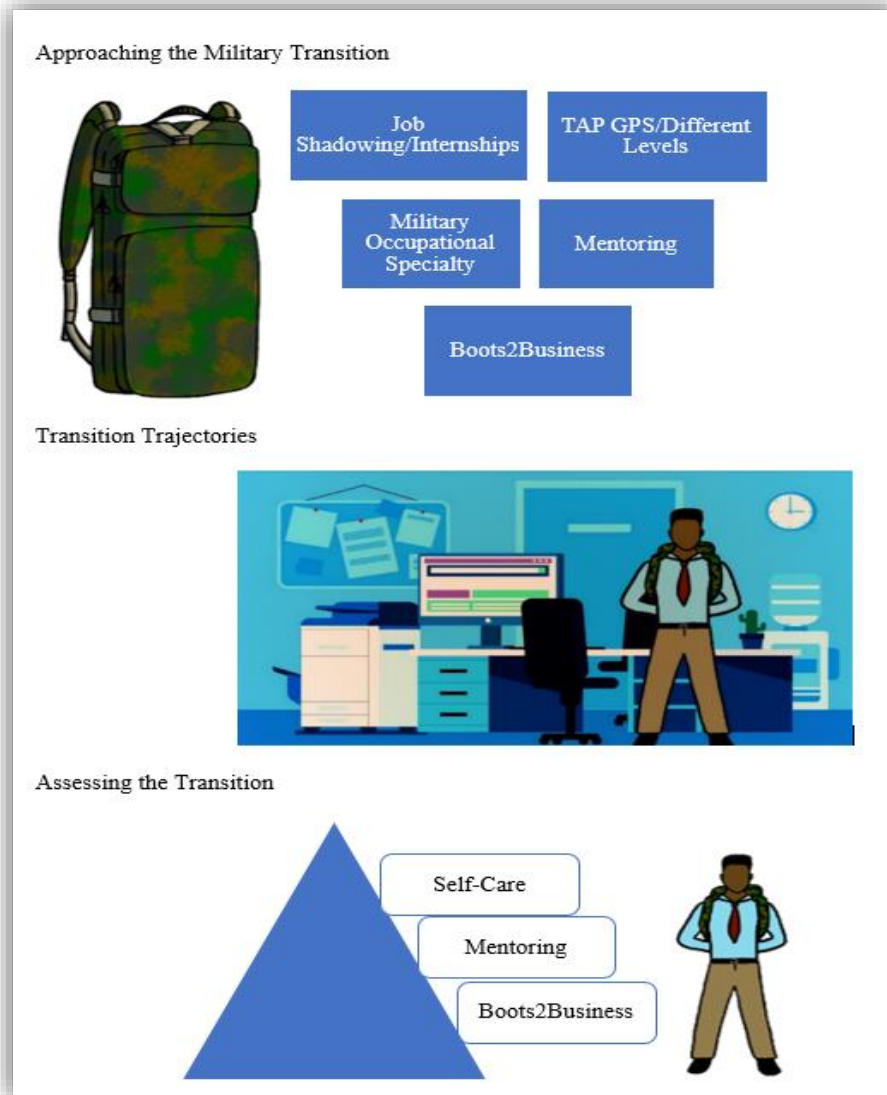 Approaching the Military Transition
Job
Shadowing/Internships
TAP GPS/Different
Levels
Military
Occupational
Specialty
Mentoring
Boots2Business
Transition Trajectories
Assessing the Transition
Self-Care
Mentoring
Boots2Business